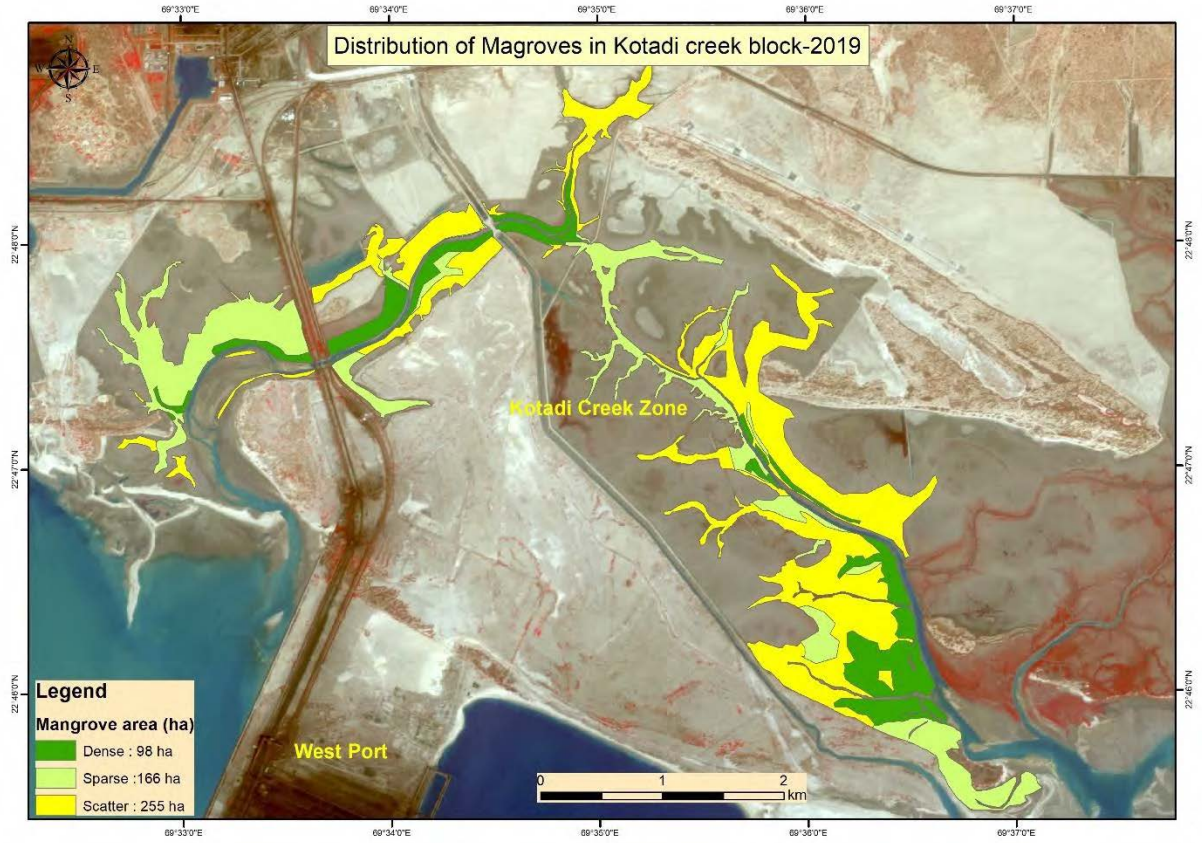 69°33'0"E 69°34'0"E 69°35'0"E 69°36'0"E 69°37'0"E
Distribution of Magroves in Kotadi creek block-2019
N
W E
S
22°48'0"N 22°48'0"N
Kotadi Creek Zone
22°47'0"N 22°47'0"N
22°46'0"N 22°46'0"N
Legend
Mangrove area (ha)
Dense : 98 ha
Sparse :166 ha
Scatter : 255 ha
West Port
0 1 2
km
69°33'0"E 69°34'0"E 69°35'0"E 69°36'0"E 69°37'0"E